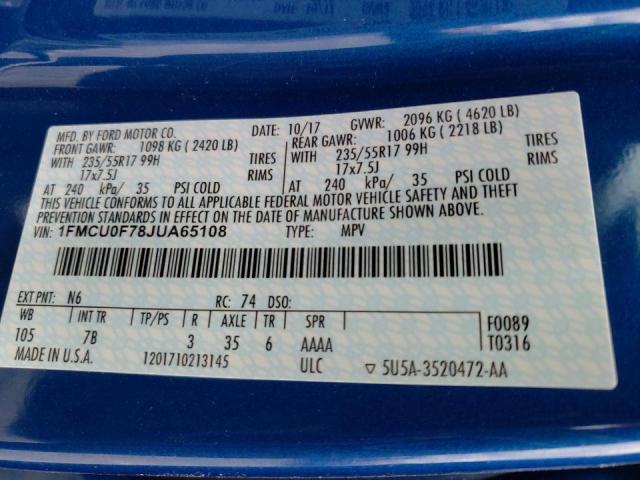 MFD. BY FORD MOTOR CO. DATE: 10/17 GVWR: 2096 KG ( 4620 LB)
FRONT GAWR: 1098 KG ( 2420 LB) REAR GAWR: 1006 KG ( 2218 LB)
WITH 235/55R17 99H TIRES WITH 235/55R17 99H TIRES
17x7.5J RIMS 17x7.5J RIMS
AT 240 kPa/ 35 PSI COLD AT 240 kPa/ 35 PSI COLD
THIS VEHICLE CONFORMS TO ALL APPLICABLE FEDERAL MOTOR VEHICLE SAFETY AND THEFT
PREVENTION STANDARDS IN EFFECT ON THE DATE OF MANUFACTURE SHOWN ABOVE.
VIN: 1FMCU0F78JUA65108 TYPE: MPV
EXT PNT: N6 RC: 74 DSO:
WB INT TR TP/PS R AXLE TR SPR F0089
105 7B 3 35 6 AAAA T0316
MADE IN U.S.A. 1201710213145 ULC ▽ 5U5A-3520472-AA